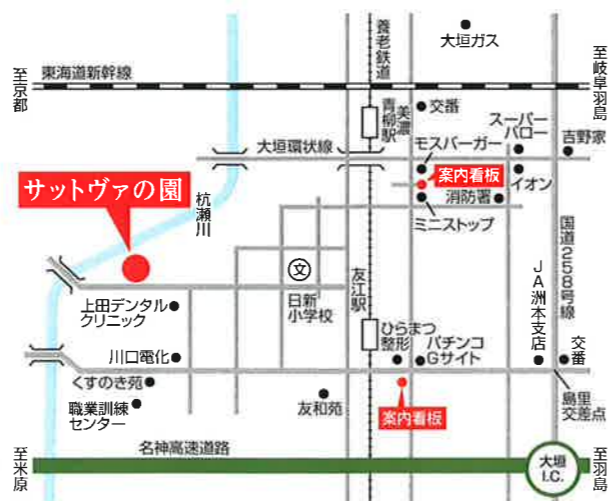 大垣ガス
養老鉄道
東海道新幹線
至京都
至岐阜羽島
美濃
青柳駅
交番
スーパー
バロー
吉野家
大垣環状線
モスバーガー
案内看板
イオン
消防署
ミニストップ
サットヴァの園
杭瀬川
国道258号線
文
日新
小学校
友江駅
上田デンタル
クリニック
JA洲本支店
ひらまつ
整形
パチンコ
Gサイト
交番
川口電化
くすのき苑
職業訓練
センター
友和苑
案内看板
島里
交差点
名神高速道路
至米原
大垣
I.C.
至羽島